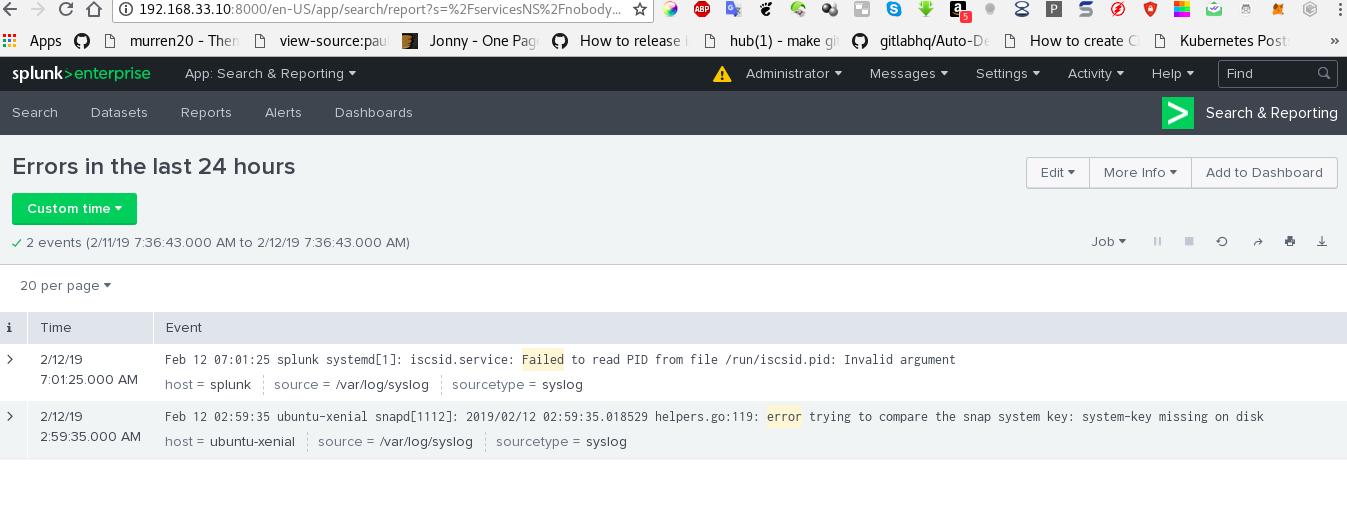 192.168.33.10:8000/en-US/app/search/report?s=%2FservicesNS%2Fnobody...
ABP
5
Apps murren20 - Them view-source:paul Jonny - One Page How to release i hub(1) - make git gitlabhq/Auto-De How to create C Kubernetes Posts »
splunk>enterprise App: Search & Reporting Administrator Messages Settings Activity Help Find
Search Datasets Reports Alerts Dashboards Search & Reporting
Errors in the last 24 hours
Edit More Info Add to Dashboard
Custom time
2 events (2/11/19 7:36:43.000 AM to 2/12/19 7:36:43.000 AM)
Job
20 per page
i Time Event
2/12/19
7:01:25.000 AM
Feb 12 07:01:25 splunk systemd[1]: iscsid.service: Failed to read PID from file /run/iscsid.pid: Invalid argument
host = splunk source = /var/log/syslog sourcetype = syslog
2/12/19
2:59:35.000 AM
Feb 12 02:59:35 ubuntu-xenial snapd[1112]: 2019/02/12 02:59:35.018529 helpers.go:119: error trying to compare the snap system key: system-key missing on disk
host = ubuntu-xenial source = /var/log/syslog sourcetype = syslog